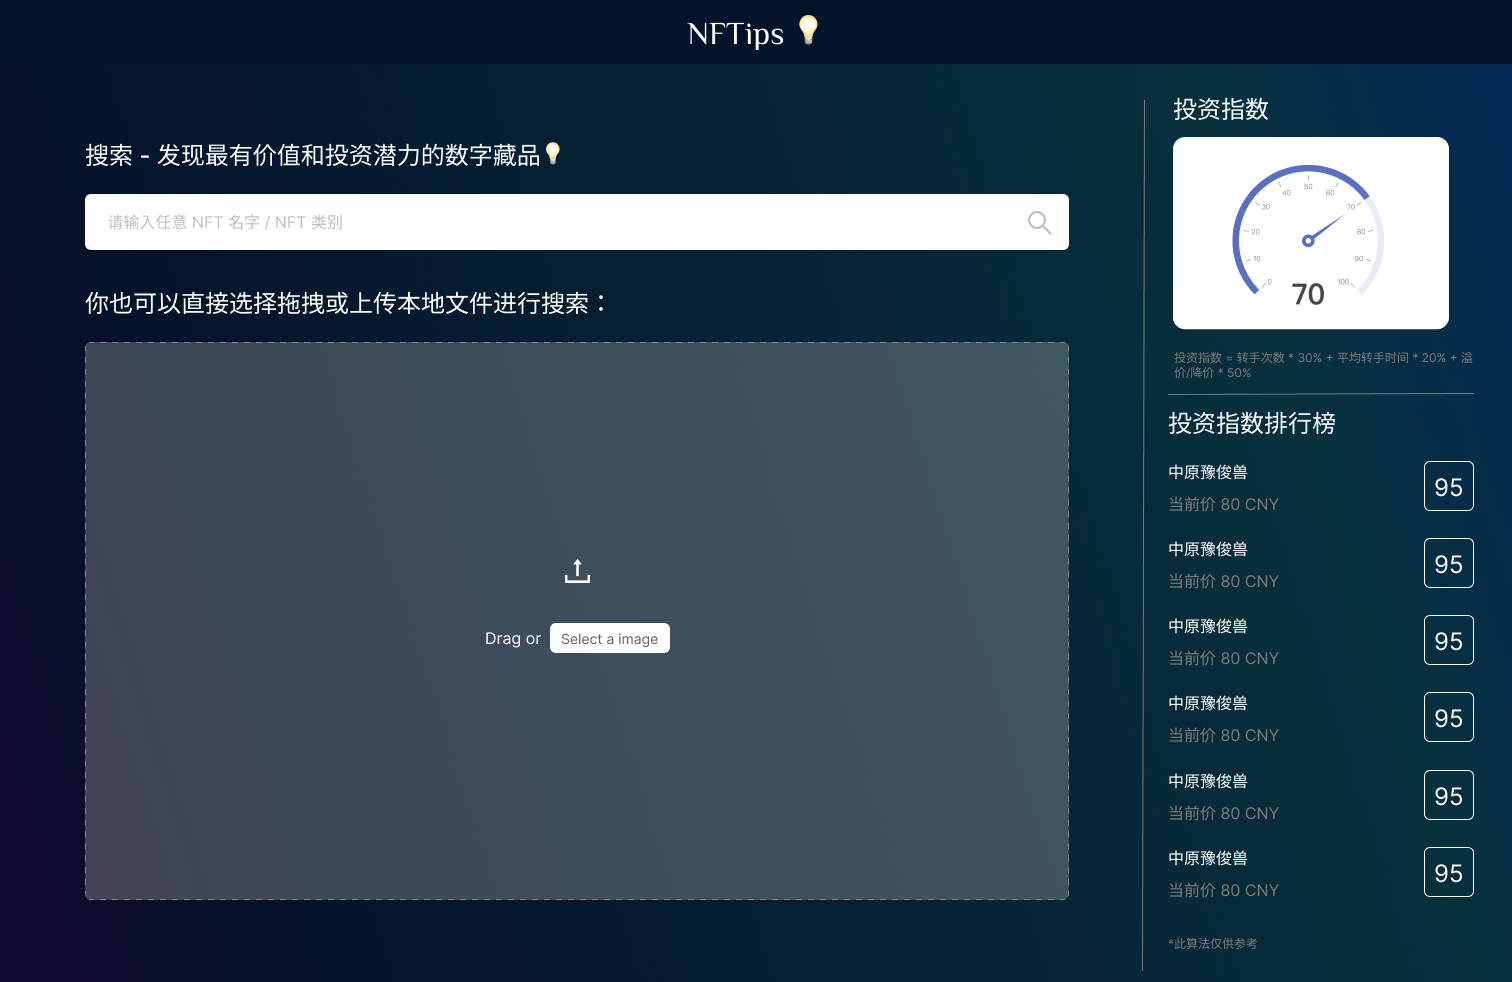 NFTips
搜索 - 发现最有价值和投资潜力的数字藏品
请输入任意 NFT 名字 / NFT 类别
你也可以直接选择拖拽或上传本地文件进行搜索：
Drag or Select a image
投资指数
0
10
20
30
40
50
60
70
80
90
100
70
投资指数 = 转手次数 * 30% + 平均转手时间 * 20% + 溢
价/降价 * 50%
投资指数排行榜
中原豫俊兽
当前价 80 CNY
95
中原豫俊兽
当前价 80 CNY
95
中原豫俊兽
当前价 80 CNY
95
中原豫俊兽
当前价 80 CNY
95
中原豫俊兽
当前价 80 CNY
95
中原豫俊兽
当前价 80 CNY
95
*此算法仅供参考